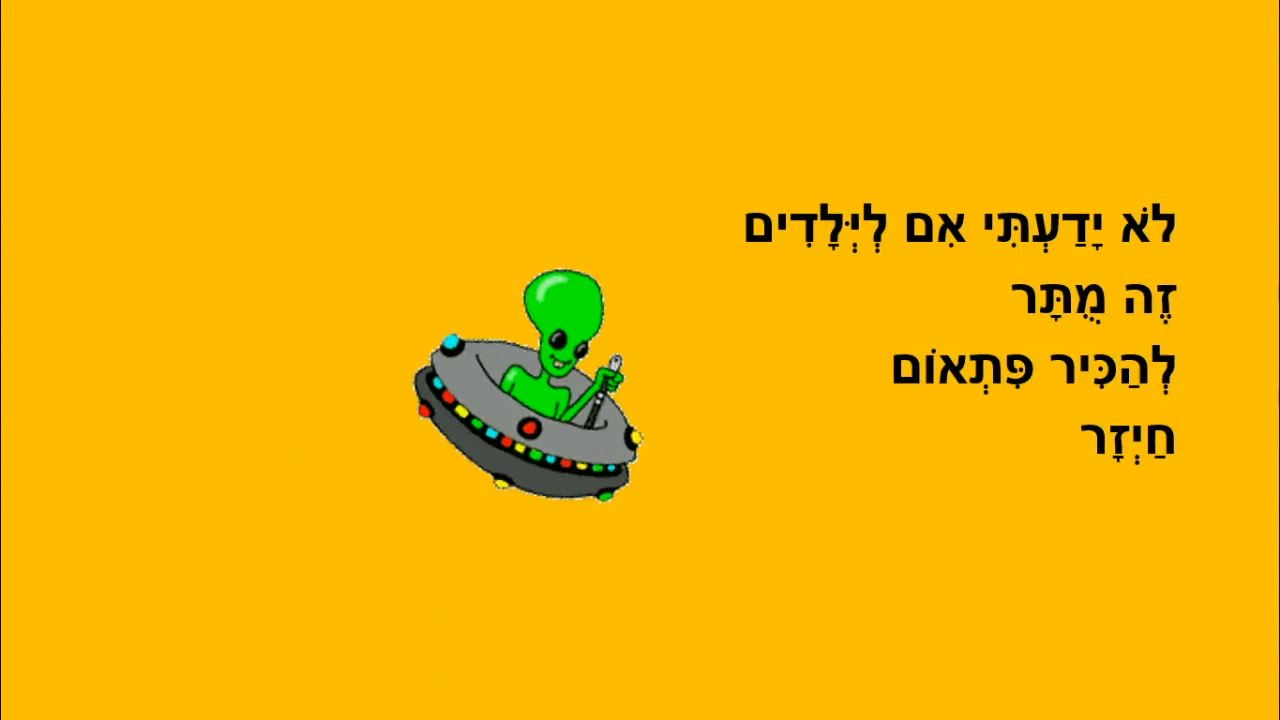 לֹא יָדַעְתִּי אִם לְיְּלָדִים
זֶה מֻתָּר
לְהַכִּיר פִּתְאוֹם
חַיְזָר